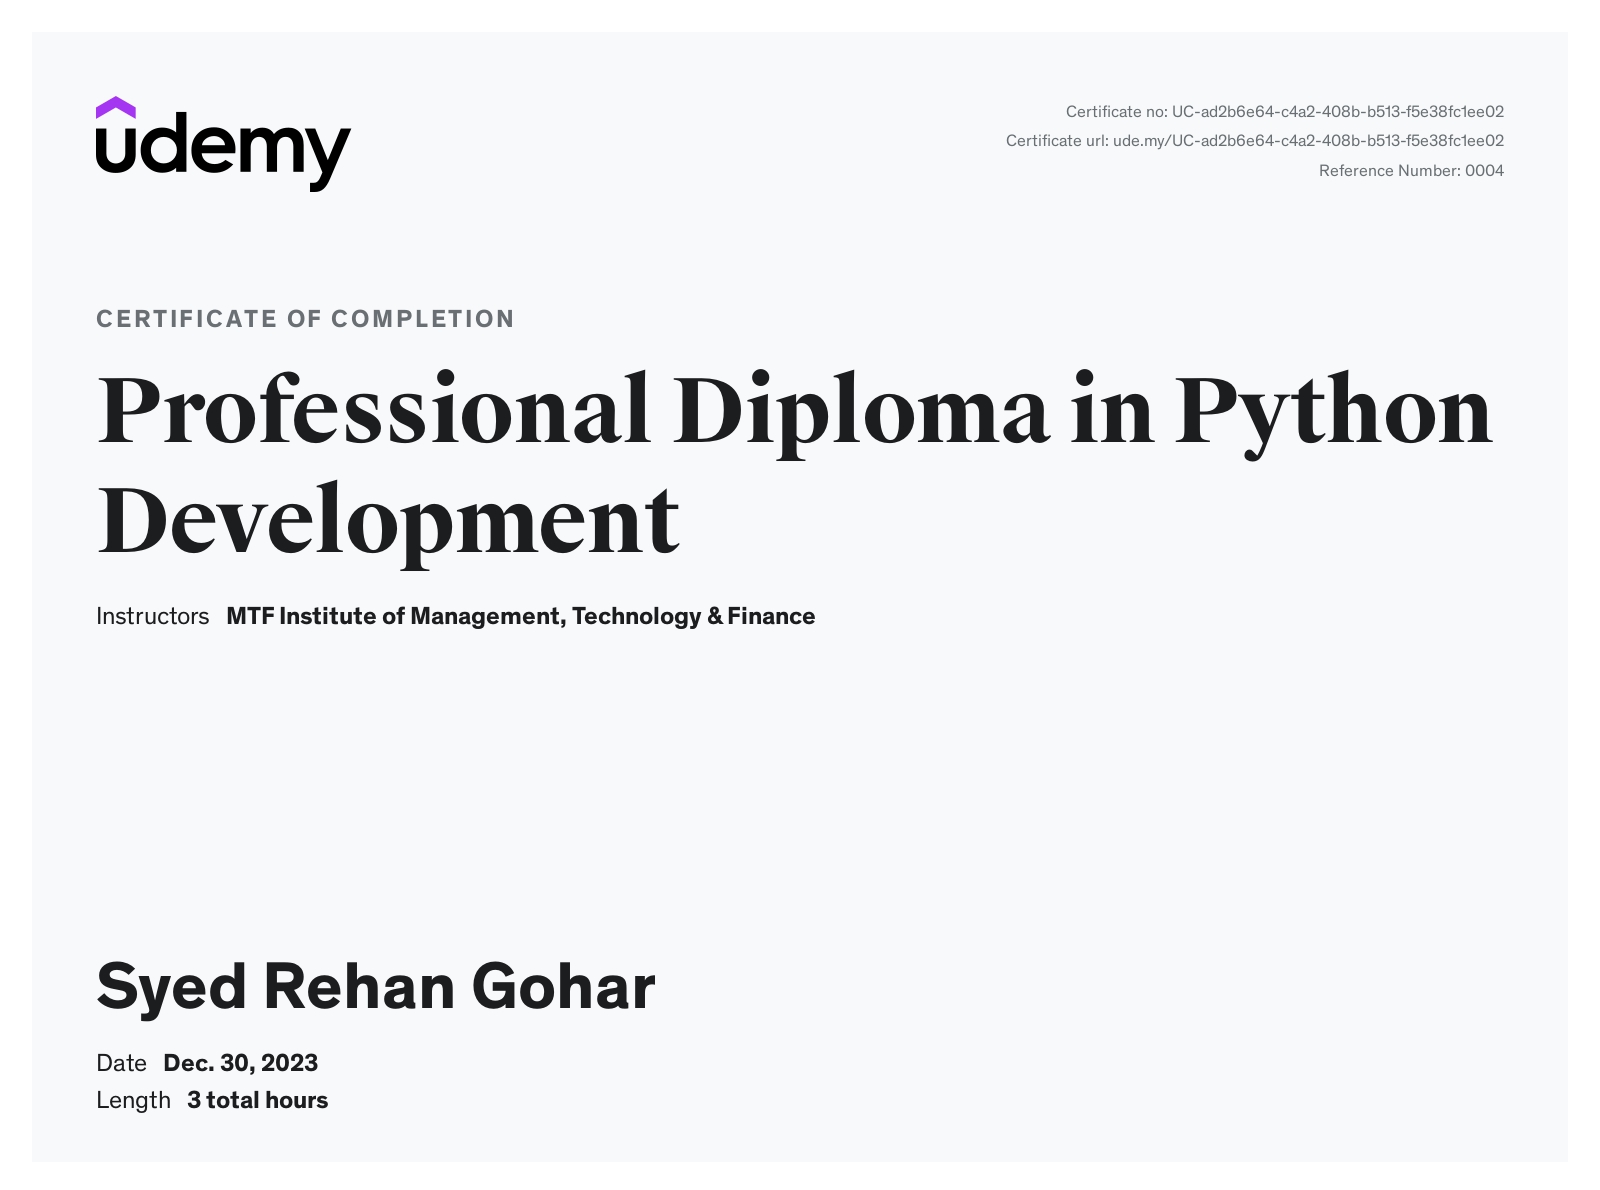 udemy
Certificate no: UC-ad2b6e64-c4a2-408b-b513-f5e38fc1ee02
Certificate url: ude.my/UC-ad2b6e64-c4a2-408b-b513-f5e38fc1ee02
Reference Number: 0004
CERTIFICATE OF COMPLETION
Professional Diploma in Python
Development
Instructors MTF Institute of Management, Technology & Finance
Syed Rehan Gohar
Date Dec. 30, 2023
Length 3 total hours